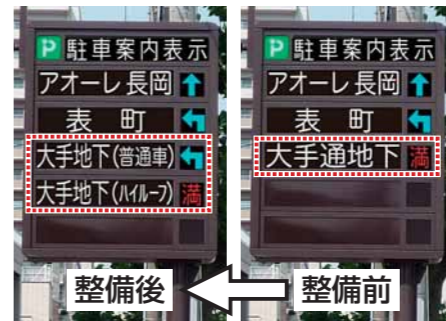 P 駐車案内表示
アオーレ長岡
表 町
大手地下(普通車)
大手地下(ハイルーフ) 満
整備後
P 駐車案内表示
アオーレ長岡
表 町
大手通地下 満
整備前